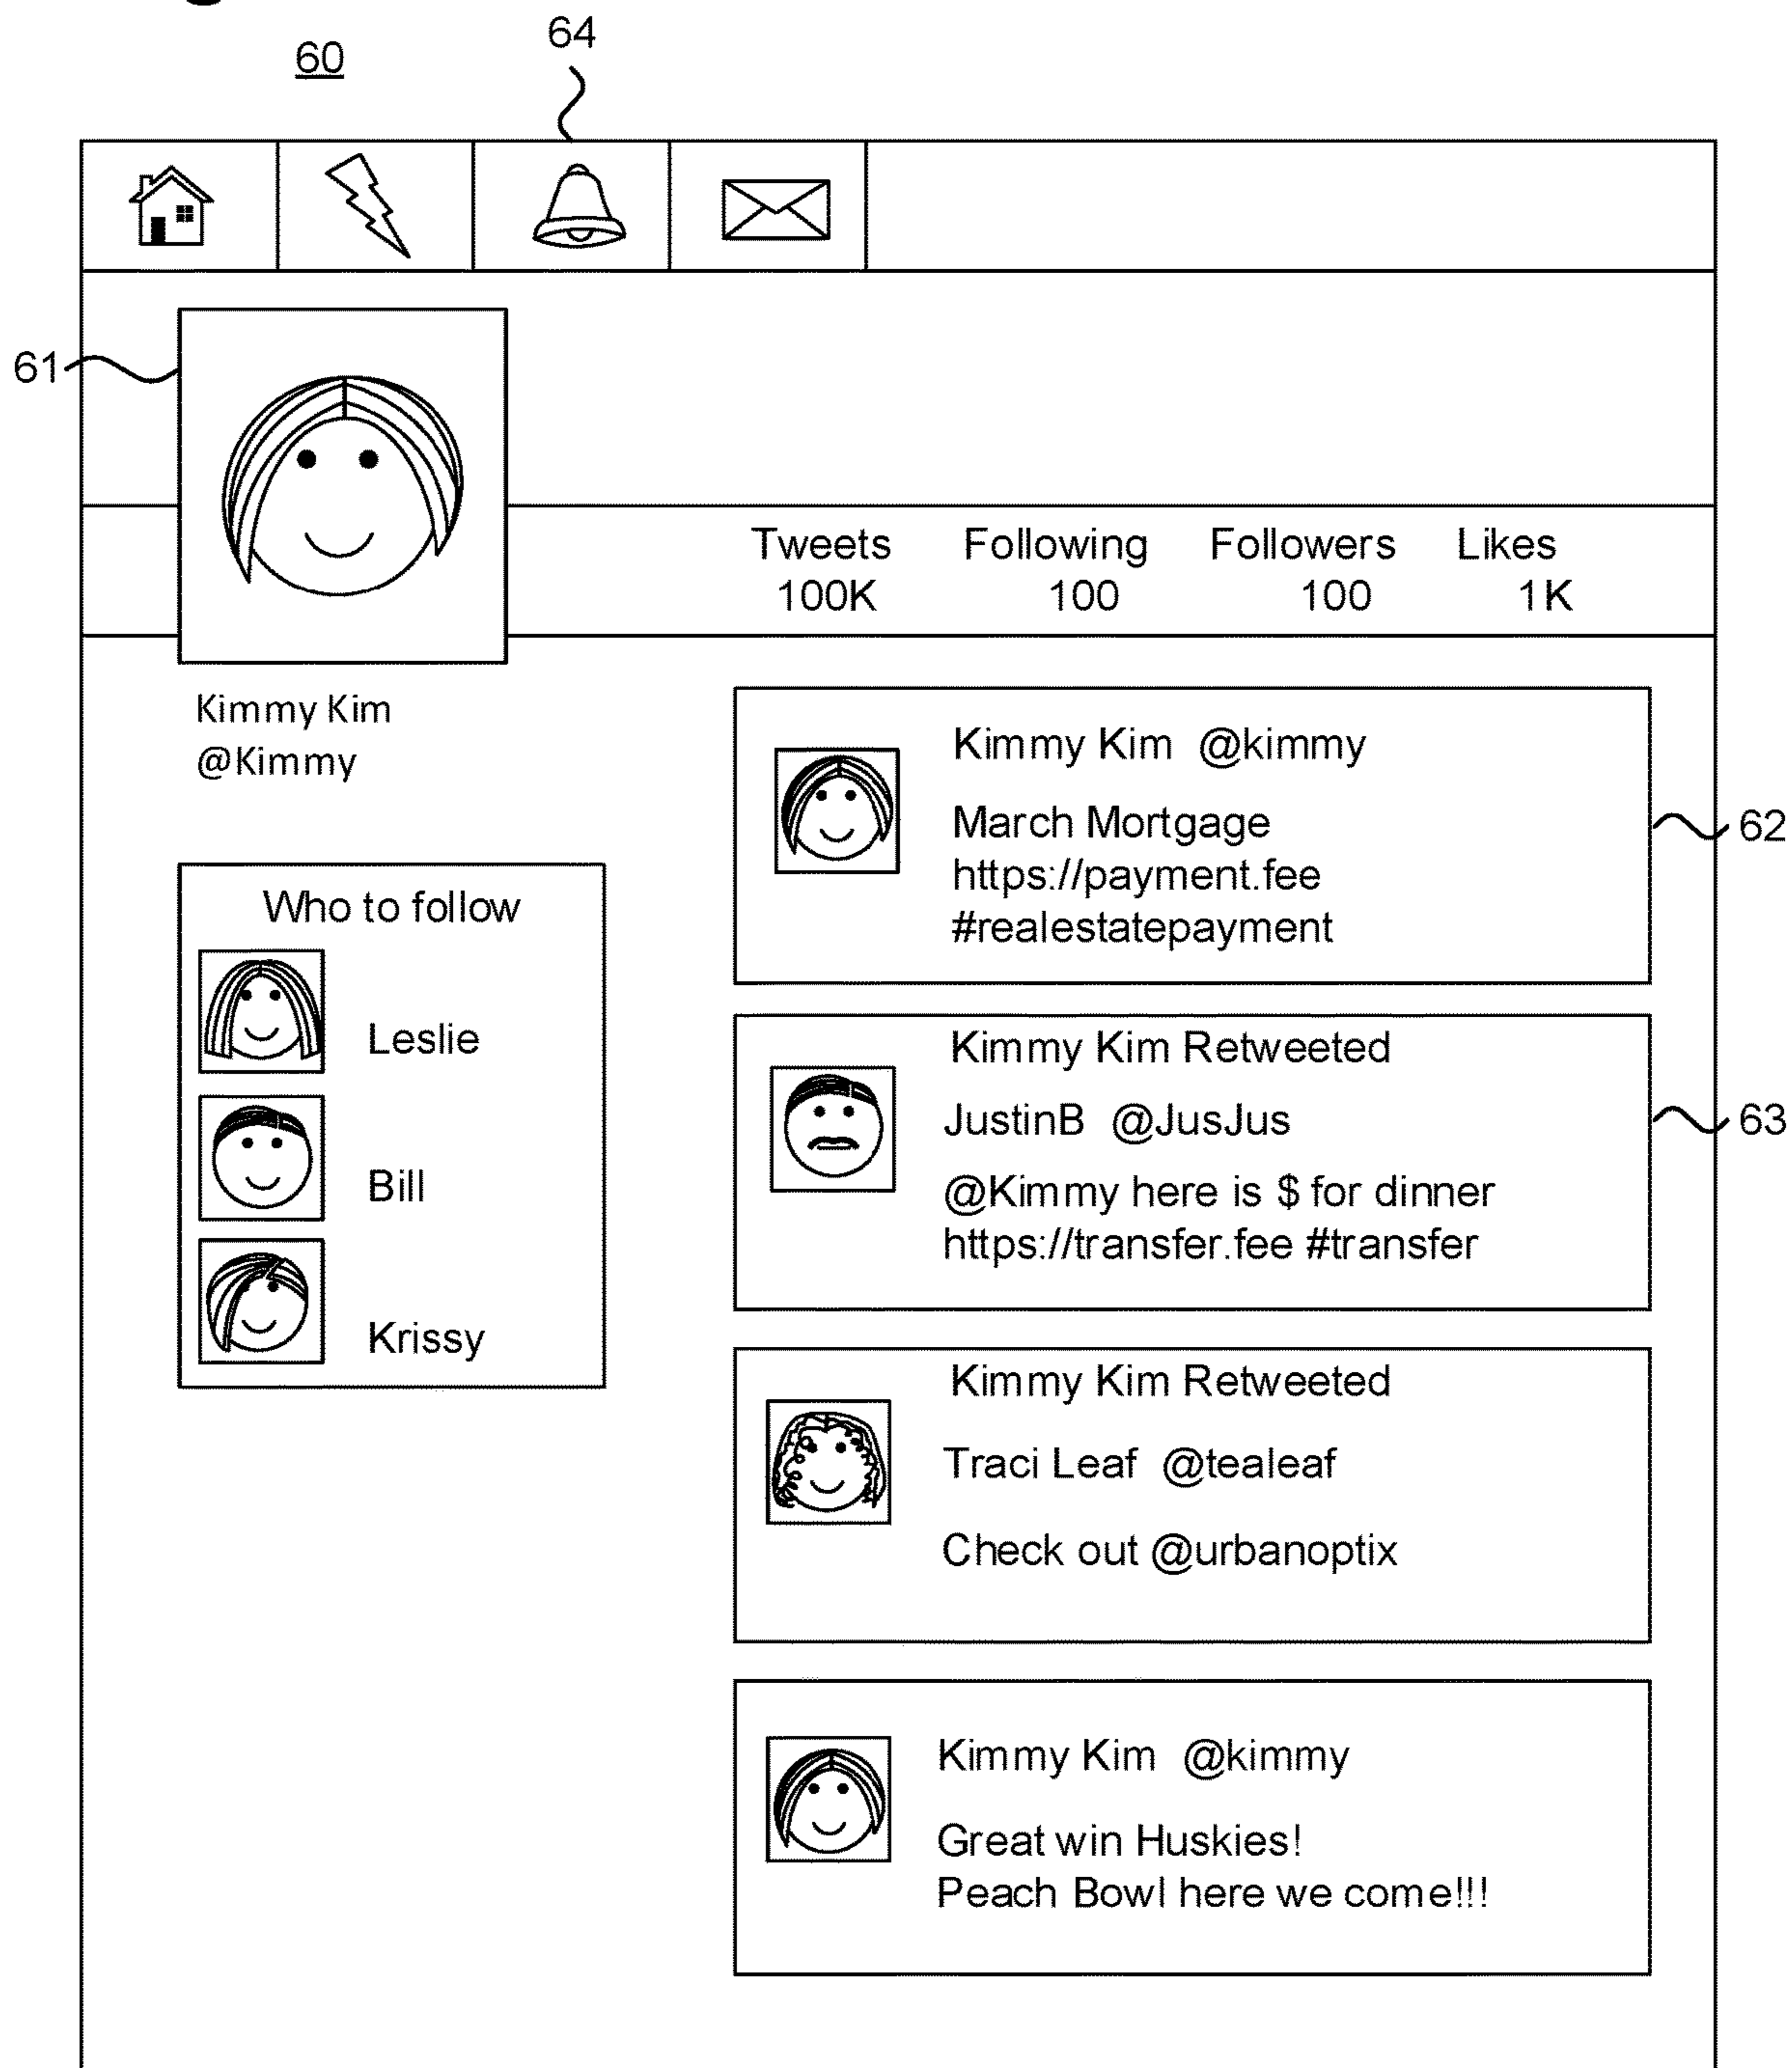 60
64
61
Tweets Following Followers Likes
100K 100 100 1K
Kimmy Kim
@Kimmy
Who to follow
Leslie
Bill
Krissy
Kimmy Kim @kimmy
March Mortgage
https://payment.fee
#realestatepayment
62
Kimmy Kim Retweeted
JustinB @JusJus
@Kimmy here is $ for dinner
https://transfer.fee #transfer
63
Kimmy Kim Retweeted
Traci Leaf @tealeaf
Check out @urbanoptix
Kimmy Kim @kimmy
Great win Huskies!
Peach Bowl here we come!!!